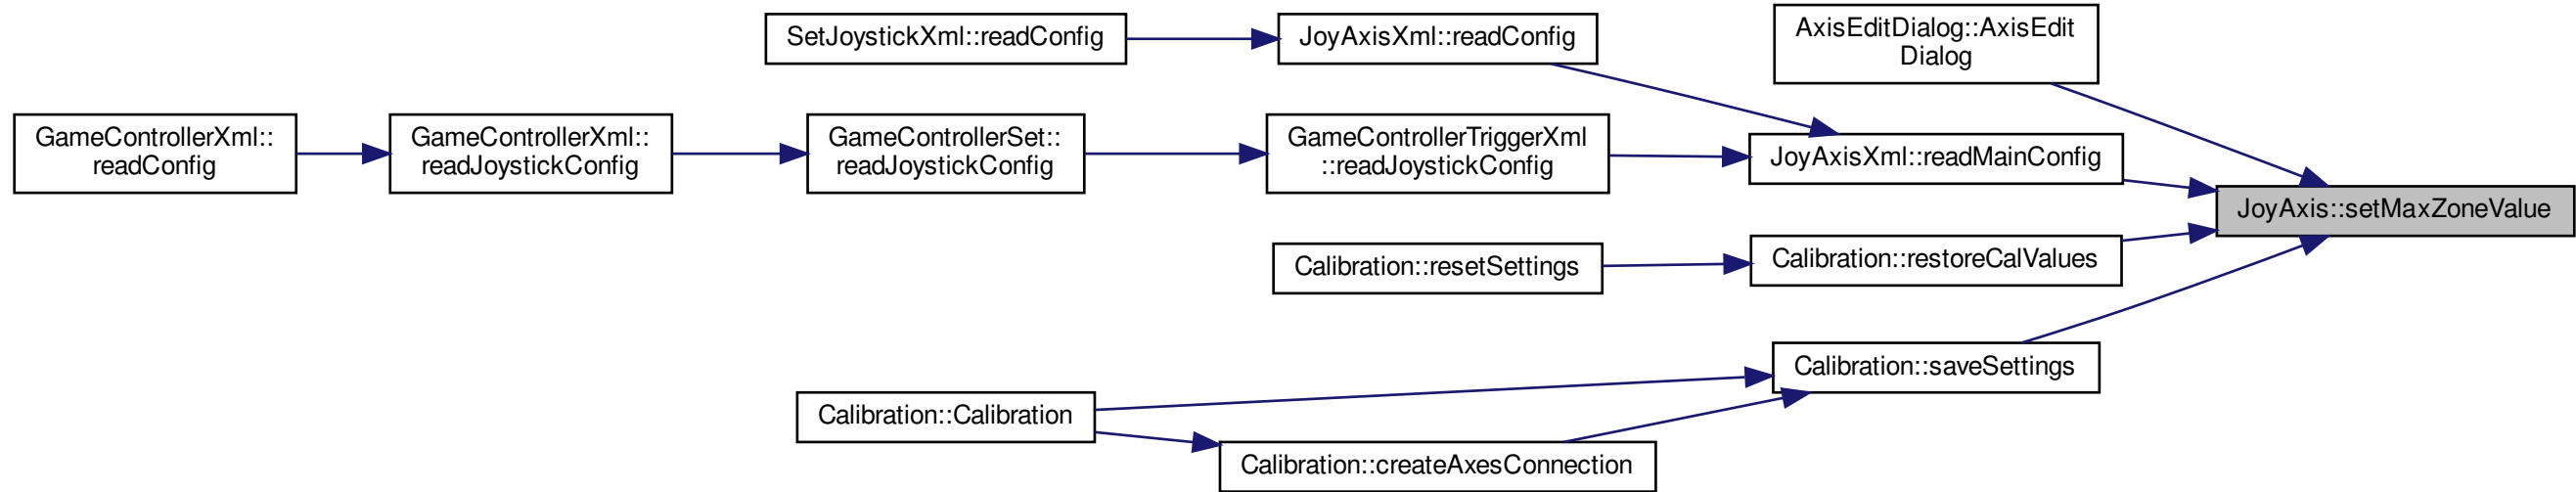 SetJoystickXml::readConfig
JoyAxisXml::readConfig
AxisEditDialog::AxisEdit
Dialog
GameControllerXml::
readConfig
GameControllerXml::
readJoystickConfig
GameControllerSet::
readJoystickConfig
GameControllerTriggerXml
::readJoystickConfig
JoyAxisXml::readMainConfig
JoyAxis::setMaxZoneValue
Calibration::resetSettings
Calibration::restoreCalValues
Calibration::saveSettings
Calibration::Calibration
Calibration::createAxesConnection